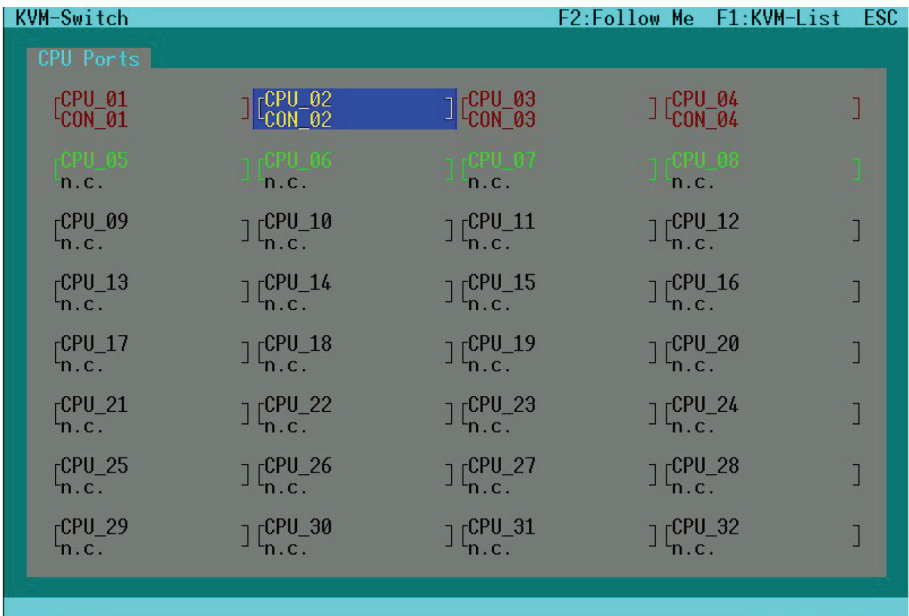 KVM-Switch F2:Follow Me F1:KVM-List ESC
CPU Ports
[CPU_01 ] [CPU_02 ] [CPU_03 ] [CPU_04 ]
CON_01 CON_02 CON_03 CON_04
[CPU_05 ] [CPU_06 ] [CPU_07 ] [CPU_08 ]
n.c. n.c. n.c. n.c.
[CPU_09 ] [CPU_10 ] [CPU_11 ] [CPU_12 ]
n.c. n.c. n.c. n.c.
[CPU_13 ] [CPU_14 ] [CPU_15 ] [CPU_16 ]
n.c. n.c. n.c. n.c.
[CPU_17 ] [CPU_18 ] [CPU_19 ] [CPU_20 ]
n.c. n.c. n.c. n.c.
[CPU_21 ] [CPU_22 ] [CPU_23 ] [CPU_24 ]
n.c. n.c. n.c. n.c.
[CPU_25 ] [CPU_26 ] [CPU_27 ] [CPU_28 ]
n.c. n.c. n.c. n.c.
[CPU_29 ] [CPU_30 ] [CPU_31 ] [CPU_32 ]
n.c. n.c. n.c. n.c.